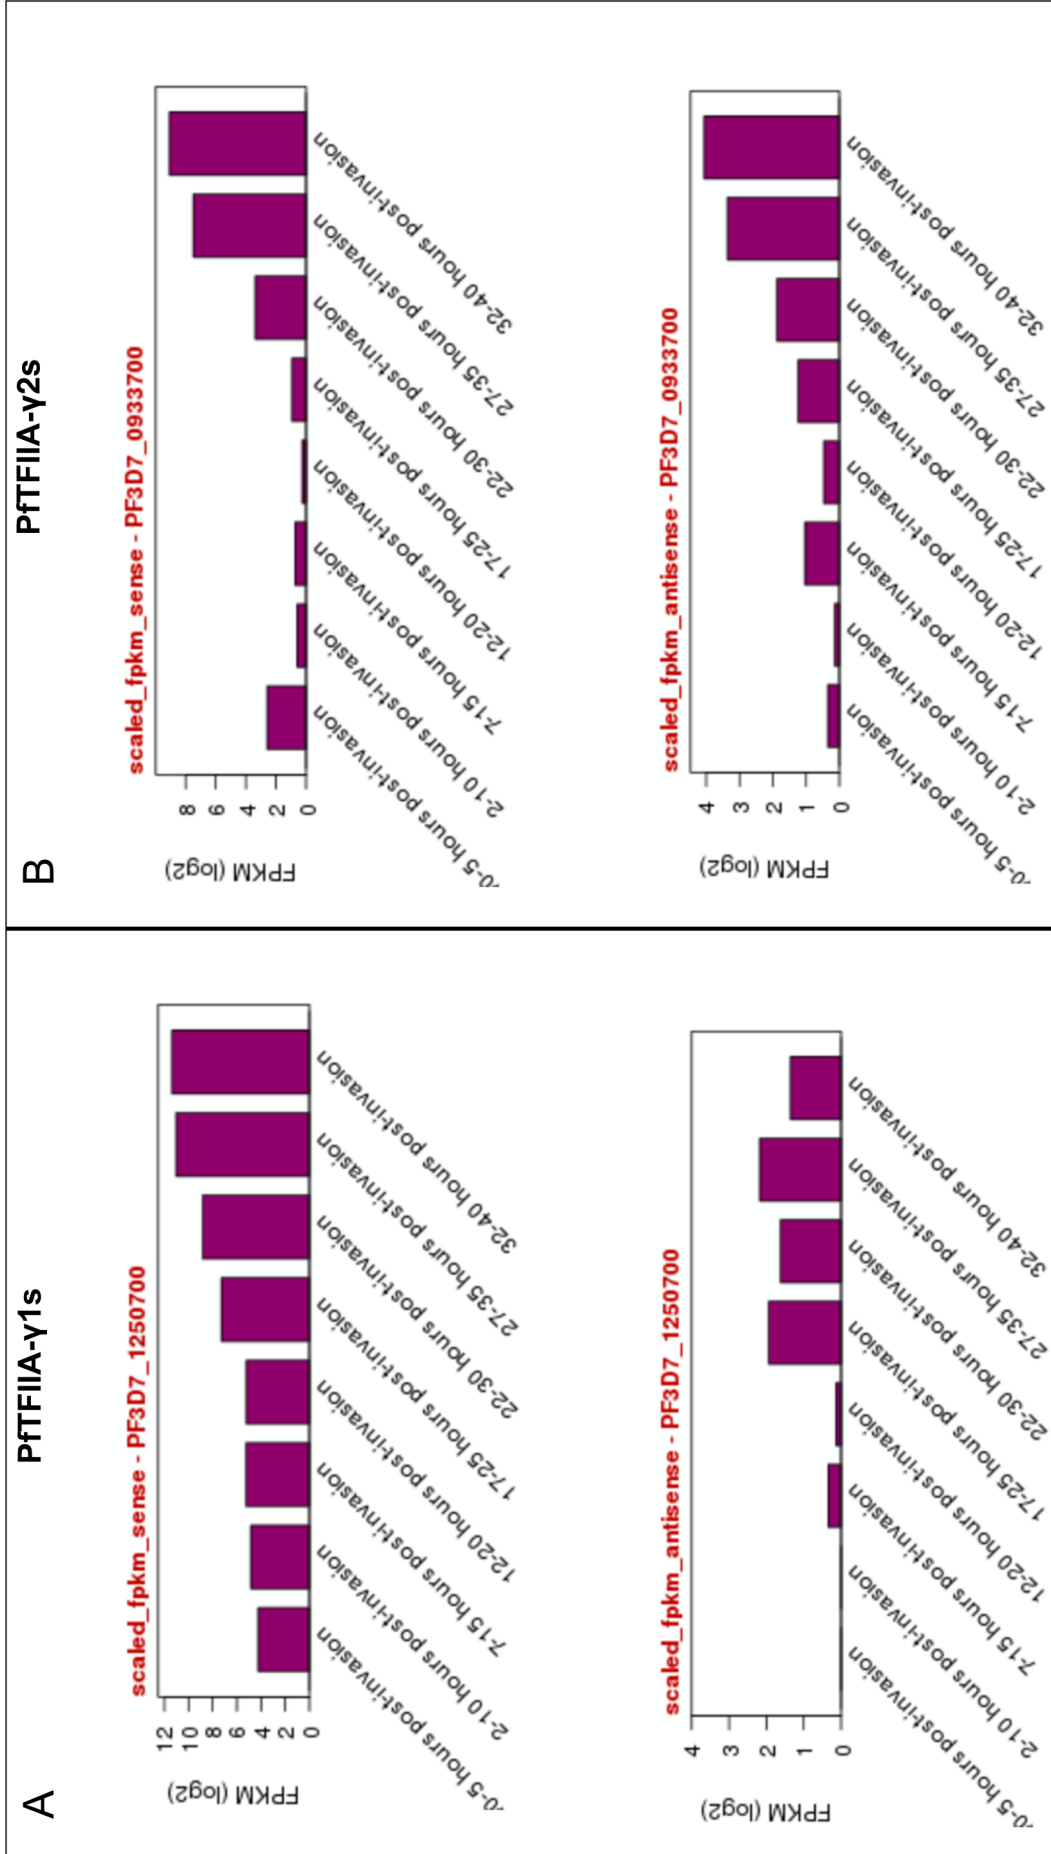 A
PfTFIIA-γ1s
scaled_fpkm_sense - PF3D7_1250700
FPKM (log2)
12
10
8
6
4
2
0
0-5 hours post-invasion
2-10 hours post-invasion
7-15 hours post-invasion
12-20 hours post-invasion
17-25 hours post-invasion
22-30 hours post-invasion
27-35 hours post-invasion
32-40 hours post-invasion
scaled_fpkm_antisense - PF3D7_1250700
FPKM (log2)
4
3
2
1
0
0-5 hours post-invasion
2-10 hours post-invasion
7-15 hours post-invasion
12-20 hours post-invasion
17-25 hours post-invasion
22-30 hours post-invasion
27-35 hours post-invasion
32-40 hours post-invasion
B
PfTFIIA-γ2s
scaled_fpkm_sense - PF3D7_0933700
FPKM (log2)
8
6
4
2
0
0-5 hours post-invasion
2-10 hours post-invasion
7-15 hours post-invasion
12-20 hours post-invasion
17-25 hours post-invasion
22-30 hours post-invasion
27-35 hours post-invasion
32-40 hours post-invasion
scaled_fpkm_antisense - PF3D7_0933700
FPKM (log2)
4
3
2
1
0
0-5 hours post-invasion
2-10 hours post-invasion
7-15 hours post-invasion
12-20 hours post-invasion
17-25 hours post-invasion
22-30 hours post-invasion
27-35 hours post-invasion
32-40 hours post-invasion